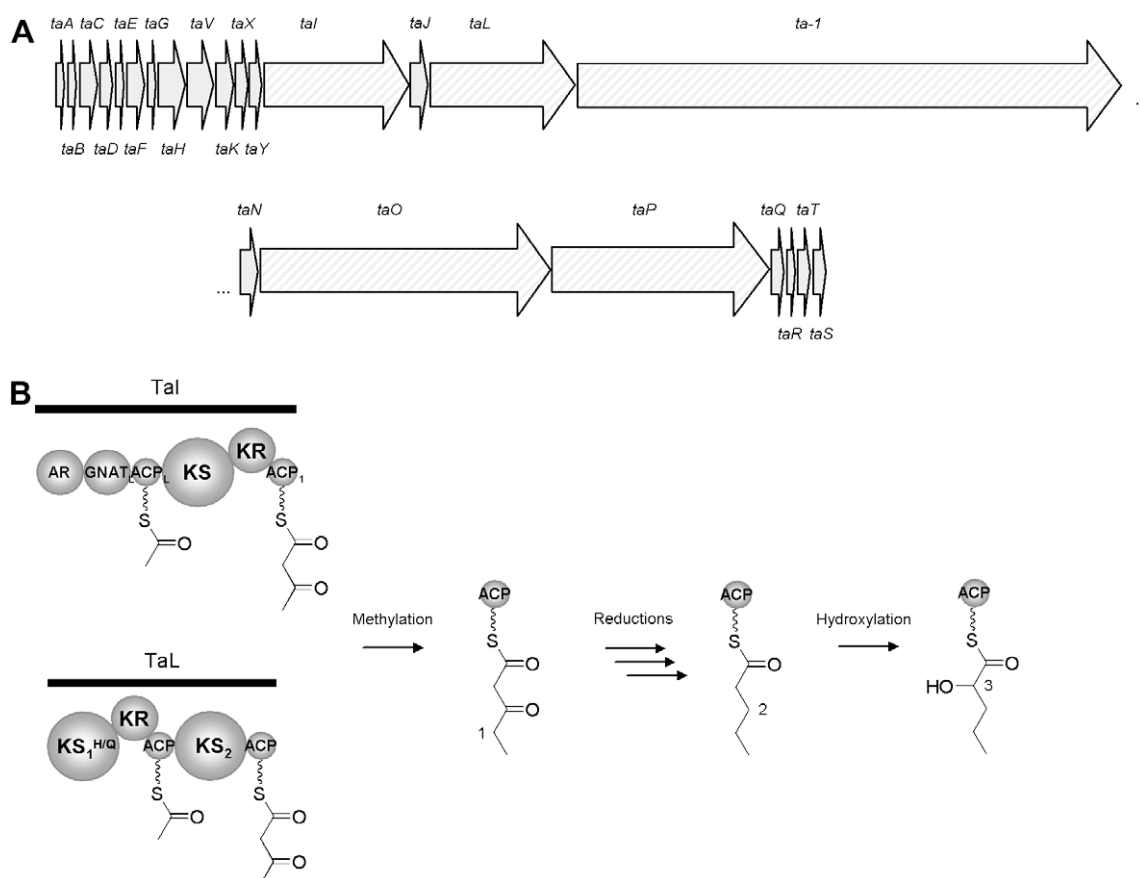 A
taA taC taE taG taV taX taI taJ taL ta-1
taB taD taF taH taK taY
.
taN taO taP taQ taT
...
taR taS
B
TaI
AR GNATL ACPL KS KR ACP1
S S
O O
O
TaL
KS1H/Q KR ACP KS2 ACP
S S
O O
O
Methylation
ACP
S
O
O
1
Reductions
ACP
S
O
2
Hydroxylation
ACP
S
O
HO 3